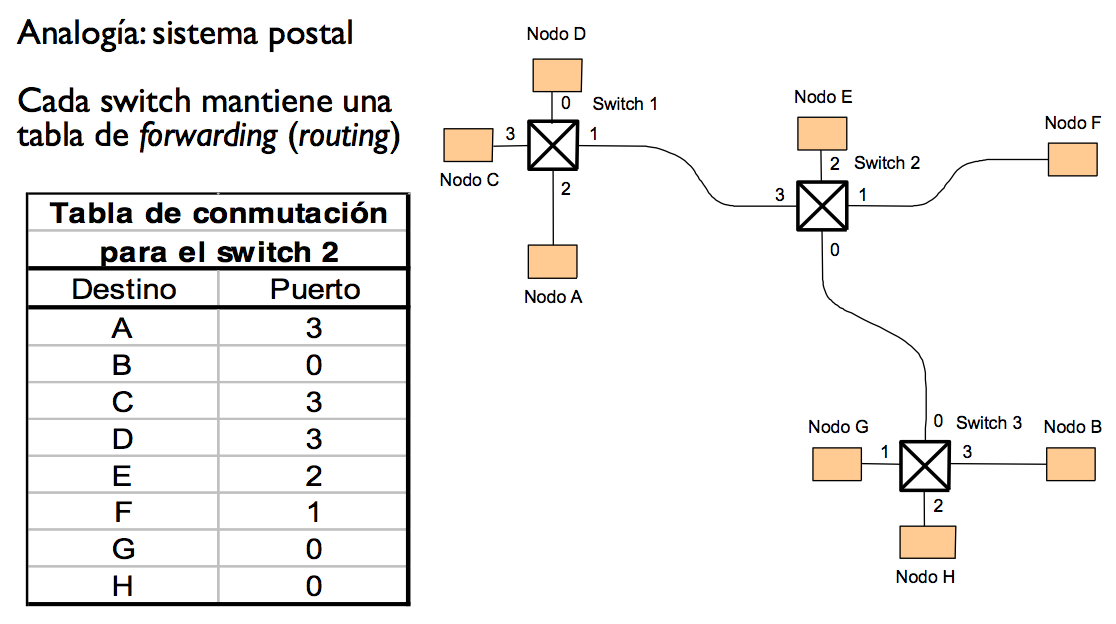 Analogía: sistema postal
Cada switch mantiene una
tabla de forwarding (routing)
Tabla de conmutación
para el switch 2
Destino Puerto
A 3
B 0
C 3
D 3
E 2
F 1
G 0
H 0
Nodo D
0 Switch 1
3 1
Nodo C
2
Nodo A
Nodo E
2 Switch 2
3 1
0
Nodo F
0 Switch 3
Nodo G
1 3
Nodo B
2
Nodo H